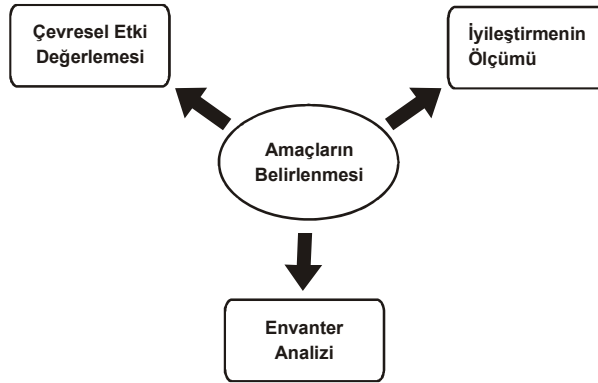 Çevresel Etki
Değerlemesi
İyileştirmenin
Ölçümü
Amaçların
Belirlenmesi
Envanter
Analizi